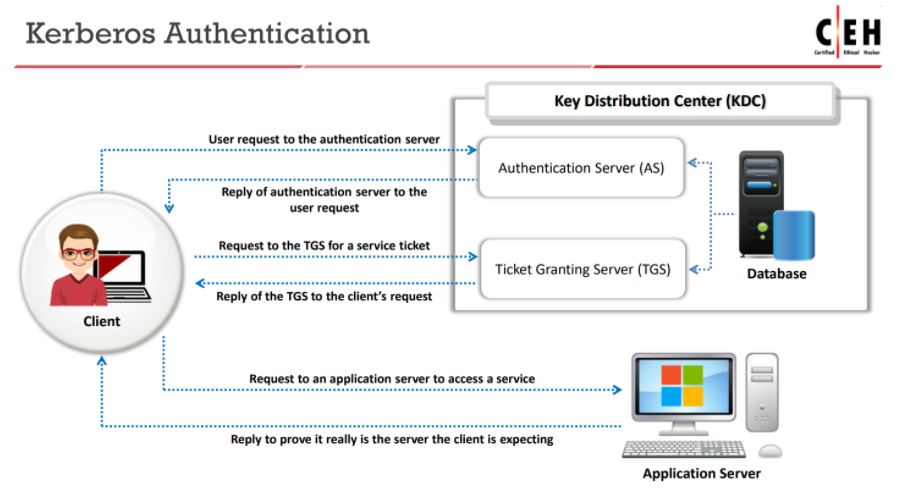 Kerberos Authentication
C|EH
Certified Ethical Hacker
Key Distribution Center (KDC)
User request to the authentication server
Authentication Server (AS)
Reply of authentication server to the
user request
Request to the TGS for a service ticket
Ticket Granting Server (TGS)
Reply of the TGS to the client's request
Database
Client
Request to an application server to access a service
Reply to prove it really is the server the client is expecting
Application Server